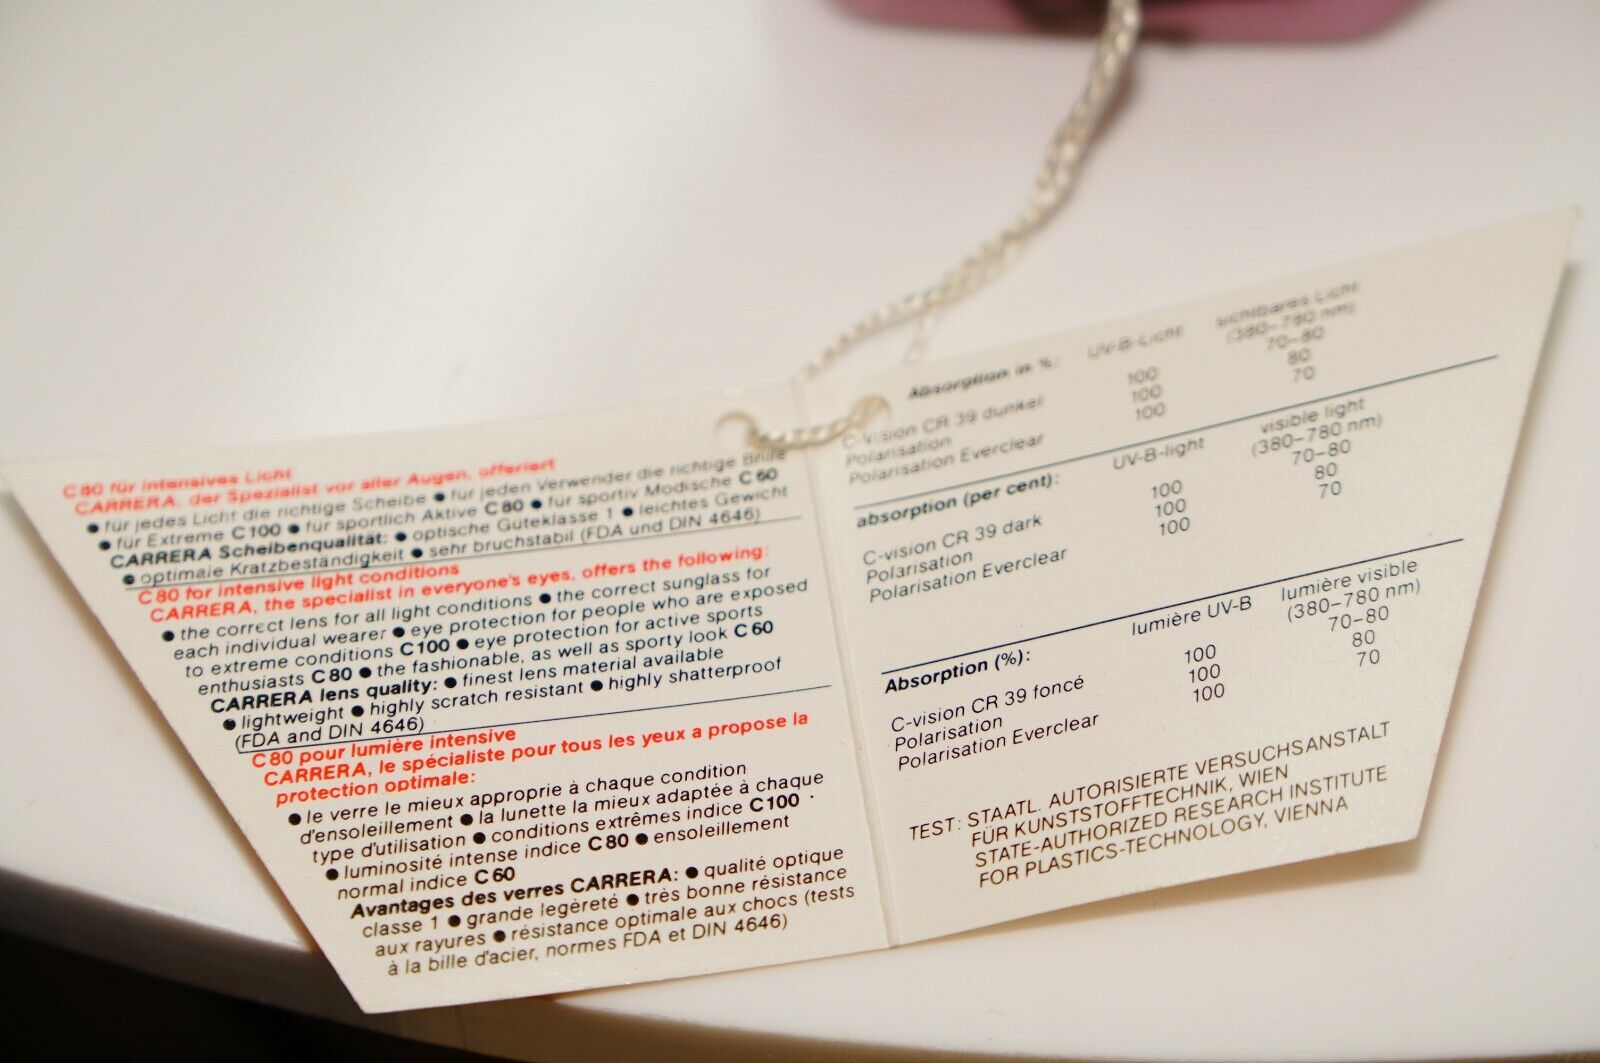 C 80 für intensives Licht
CARRERA, der Spezialist vor aller Augen, offeriert
● für jedes Licht die richtige Scheibe ● für jeden Verwender die richtige Brille
● für Extreme C 100 ● für sportlich Aktive C 80 ● für sportiv Modische C 60
CARRERA Scheibenqualität: ● optische Güteklasse 1 ● leichtes Gewicht
● optimale Kratzbeständigkeit ● sehr bruchstabil (FDA und DIN 4646)
C 80 for intensive light conditions
CARRERA, the specialist in everyone's eyes, offers the following:
● the correct lens for all light conditions ● the correct sunglass for
each individual wearer ● eye protection for people who are exposed
to extreme conditions C 100 ● eye protection for active sports
enthusiasts C 80 ● the fashionable, as well as sporty look C 60
CARRERA lens quality: ● finest lens material available
● lightweight ● highly scratch resistant ● highly shatterproof
(FDA and DIN 4646)
C 80 pour lumière intensive
CARRERA, le spécialiste pour tous les yeux a propose la
protection optimale:
● le verre le mieux approprie à chaque condition
d'ensoleillement ● la lunette la mieux adaptée à chaque
type d'utilisation ● conditions extrêmes indice C 100
● luminosité intense indice C 80 ● ensoleillement
normal indice C 60
Avantages des verres CARRERA: ● qualité optique
classe 1 ● grande legèreté ● très bonne résistance
aux rayures ● résistance optimale aux chocs (tests
à la bille d'acier, normes FDA et DIN 4646)
Absorption in %: UV-B-Licht sichtbares Licht
(380–780 nm)
C-vision CR 39 dunkel 100 70–80
Polarisation 100 80
Polarisation Everclear 100 70
absorption (per cent): UV-B-light visible light
(380–780 nm)
C-vision CR 39 dark 100 70–80
Polarisation 100 80
Polarisation Everclear 100 70
Absorption (%): lumière UV-B lumière visible
(380–780 nm)
C-vision CR 39 foncé 100 70–80
Polarisation 100 80
Polarisation Everclear 100 70
TEST: STAATL. AUTORISIERTE VERSUCHSANSTALT
FÜR KUNSTSTOFFTECHNIK, WIEN
STATE-AUTHORIZED RESEARCH INSTITUTE
FOR PLASTICS-TECHNOLOGY, VIENNA